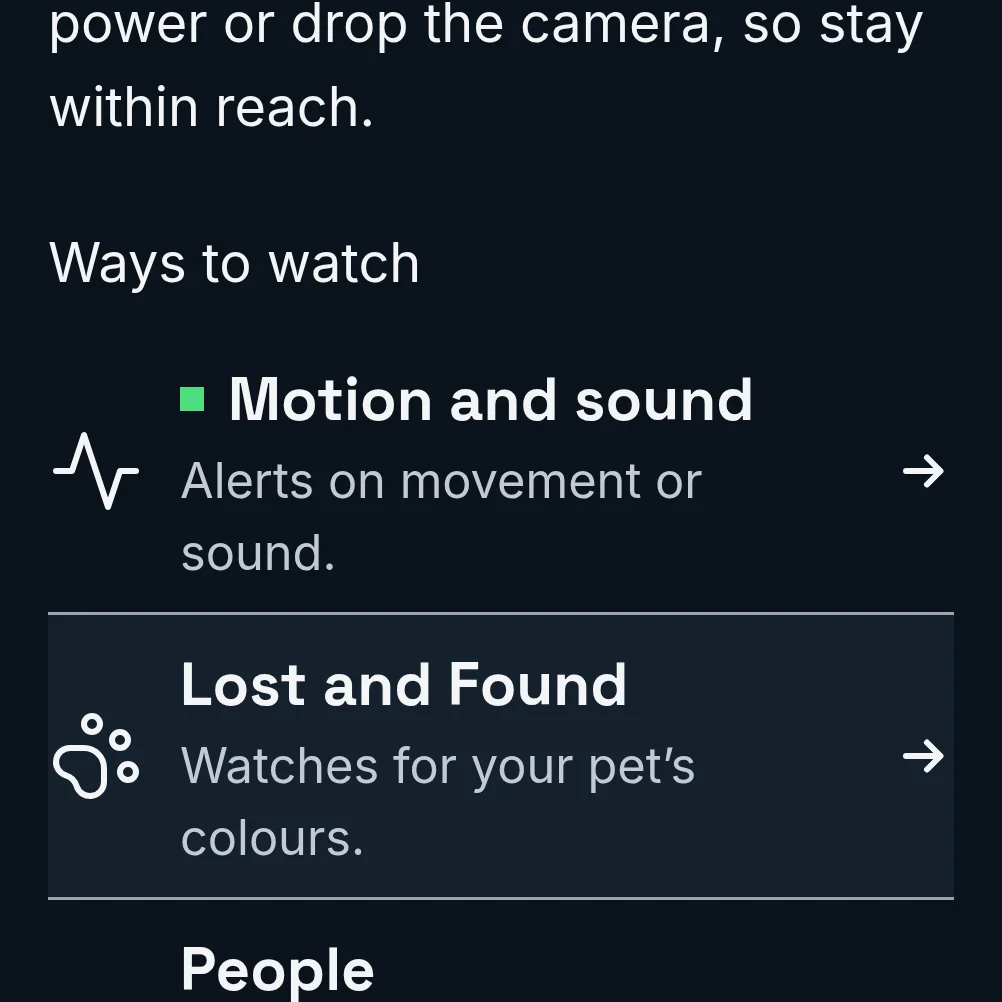 power or drop the camera, so stay
within reach.
Ways to watch
Motion and sound
Alerts on movement or
sound.
Lost and Found
Watches for your pet’s
colours.
People